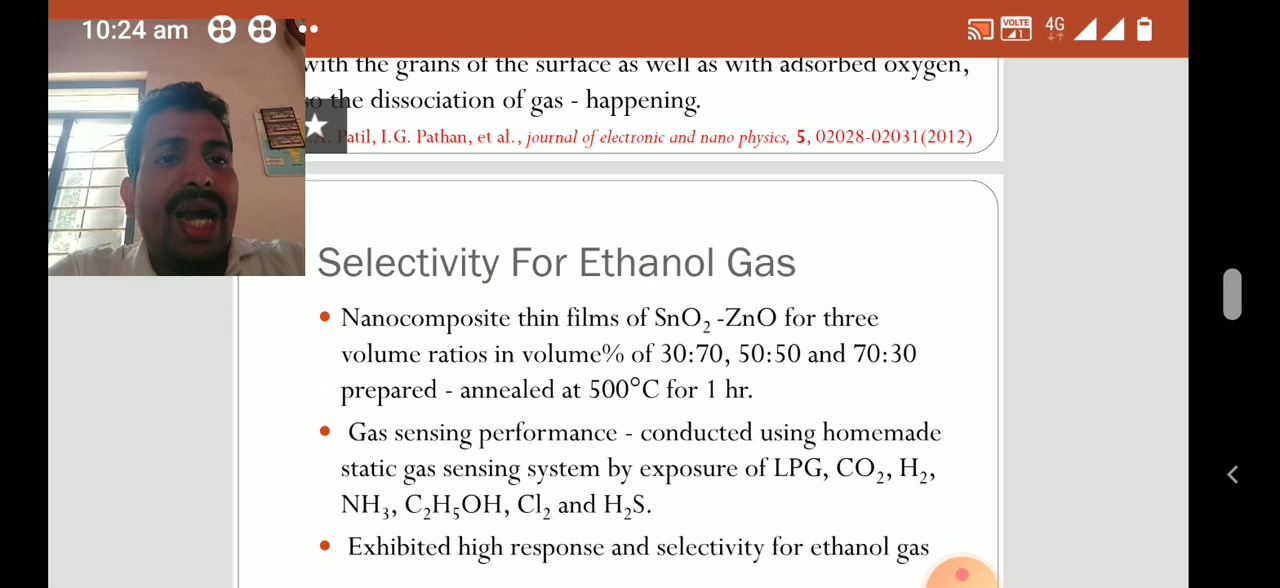 10:24 am
VOLTE
4G
with the grains of the surface as well as with adsorbed oxygen,
so the dissociation of gas - happening.
Patil, I.G. Pathan, et al., journal of electronic and nano physics, 5, 02028-02031(2012)
Selectivity For Ethanol Gas
Nanocomposite thin films of SnO₂ -ZnO for three
volume ratios in volume% of 30:70, 50:50 and 70:30
prepared - annealed at 500°C for 1 hr.
Gas sensing performance - conducted using homemade
static gas sensing system by exposure of LPG, CO₂, H₂,
NH₃, C₂H₅OH, Cl₂ and H₂S.
Exhibited high response and selectivity for ethanol gas